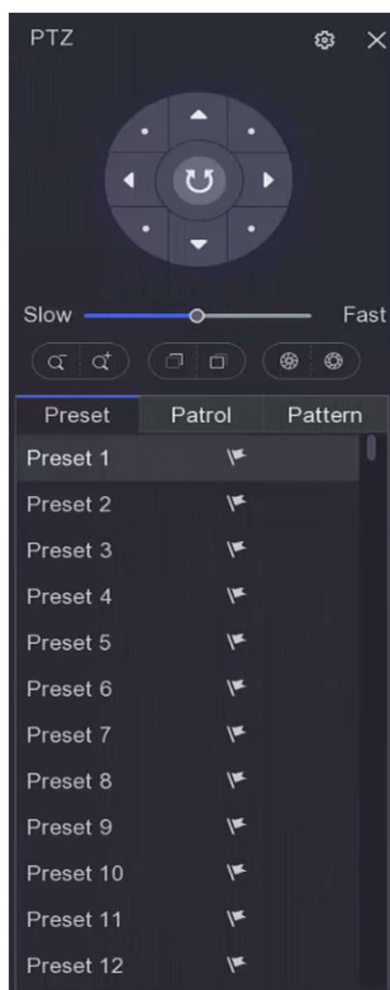 PTZ
Slow Fast
Preset Patrol Pattern
Preset 1
Preset 2
Preset 3
Preset 4
Preset 5
Preset 6
Preset 7
Preset 8
Preset 9
Preset 10
Preset 11
Preset 12